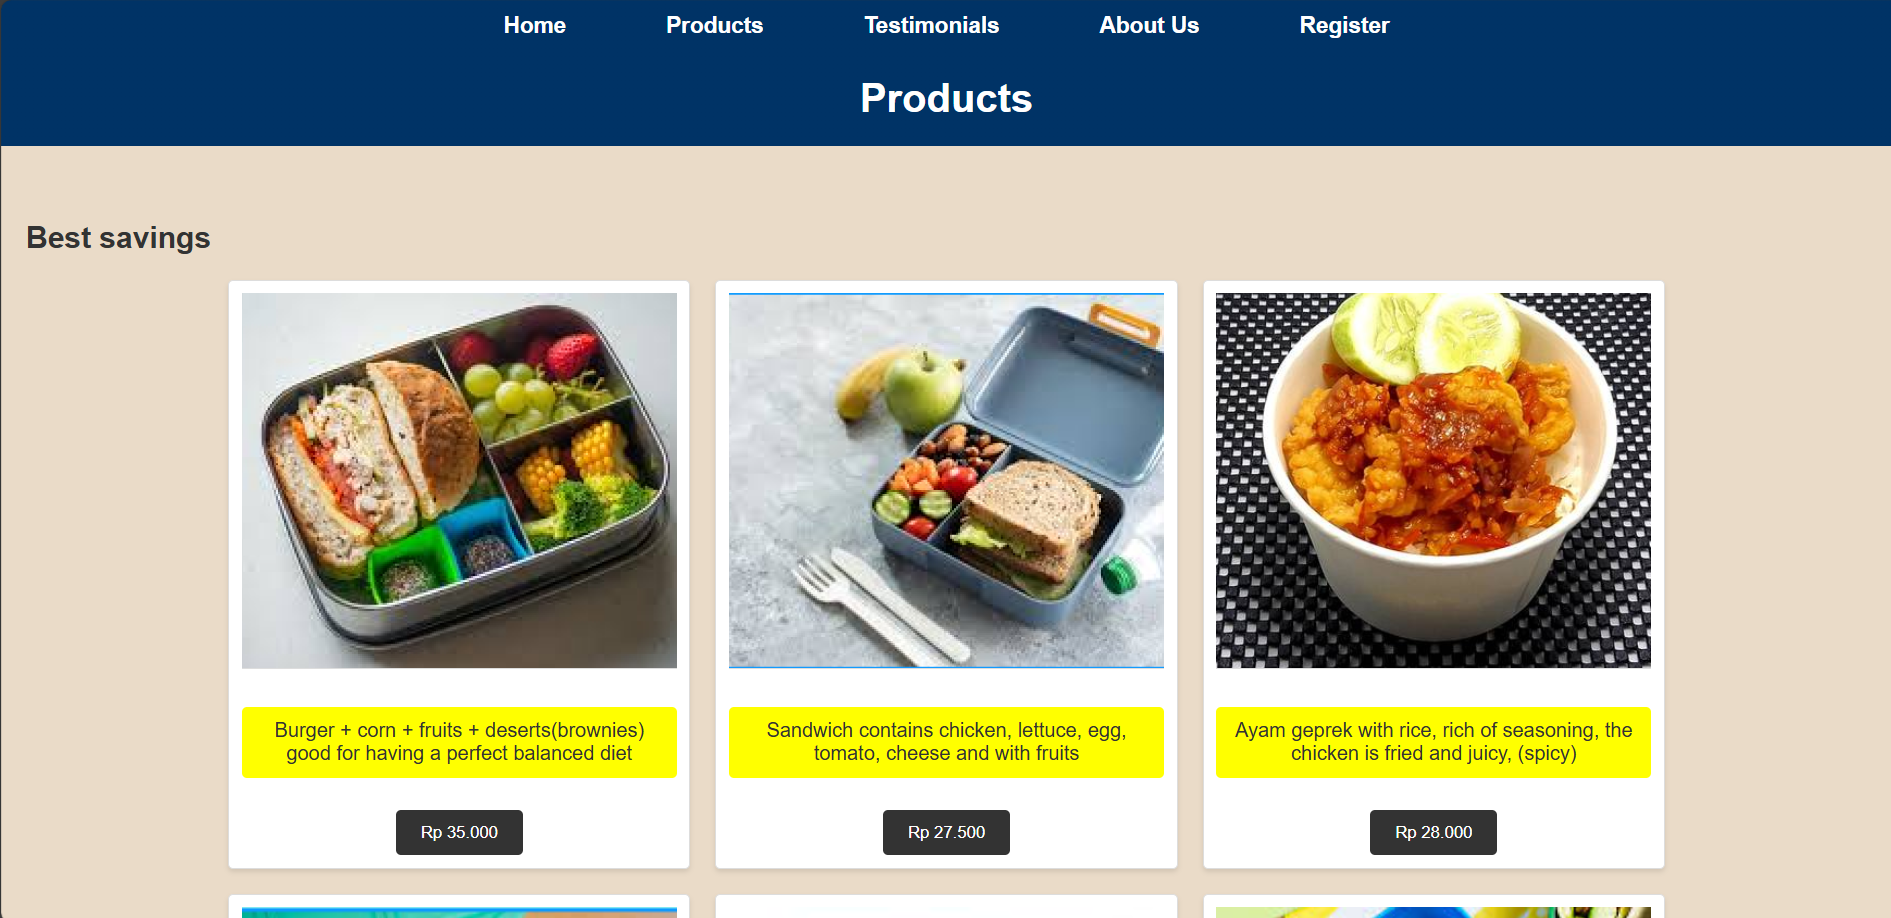 Home Products Testimonials About Us Register
Products
Best savings
Burger + corn + fruits + deserts(brownies)
good for having a perfect balanced diet
Rp 35.000
Sandwich contains chicken, lettuce, egg,
tomato, cheese and with fruits
Rp 27.500
Ayam geprek with rice, rich of seasoning, the
chicken is fried and juicy, (spicy)
Rp 28.000